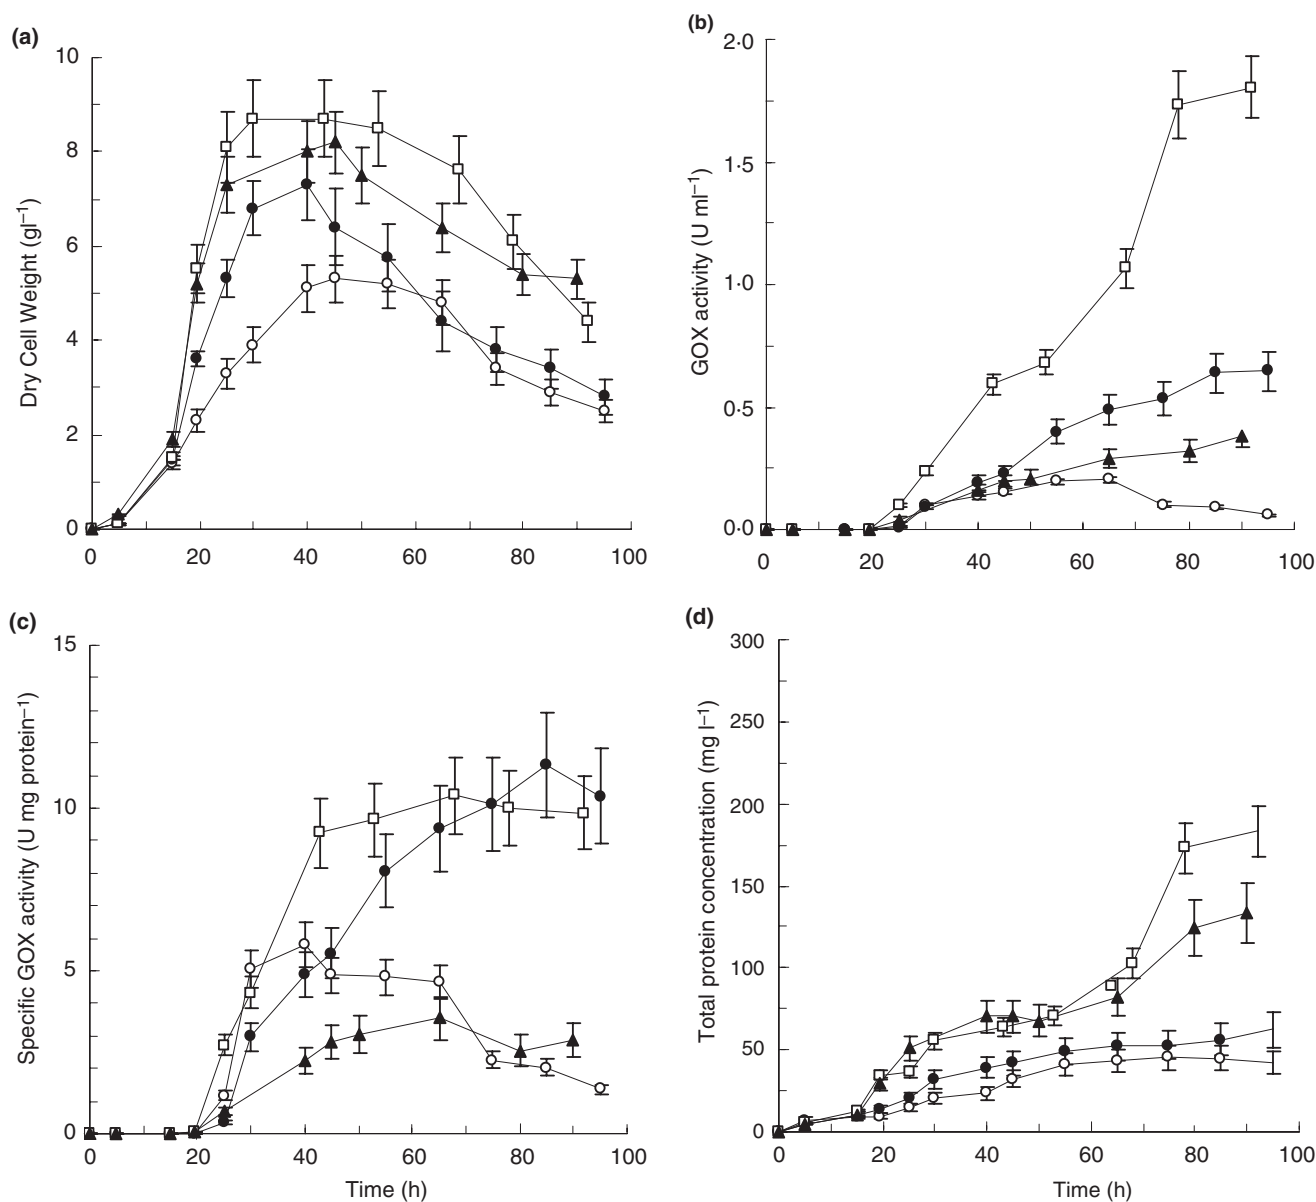 (a)
10
8
6
4
2
0
Dry Cell Weight (gl⁻¹)
0 20 40 60 80 100
(b)
2·0
1·5
1·0
0·5
0·0
GOX activity (U ml⁻¹)
0 20 40 60 80 100
(c)
15
10
5
0
Specific GOX activity (U mg protein⁻¹)
0 20 40 60 80 100
Time (h)
(d)
300
250
200
150
100
50
0
Total protein concentration (mg l⁻¹)
0 20 40 60 80 100
Time (h)